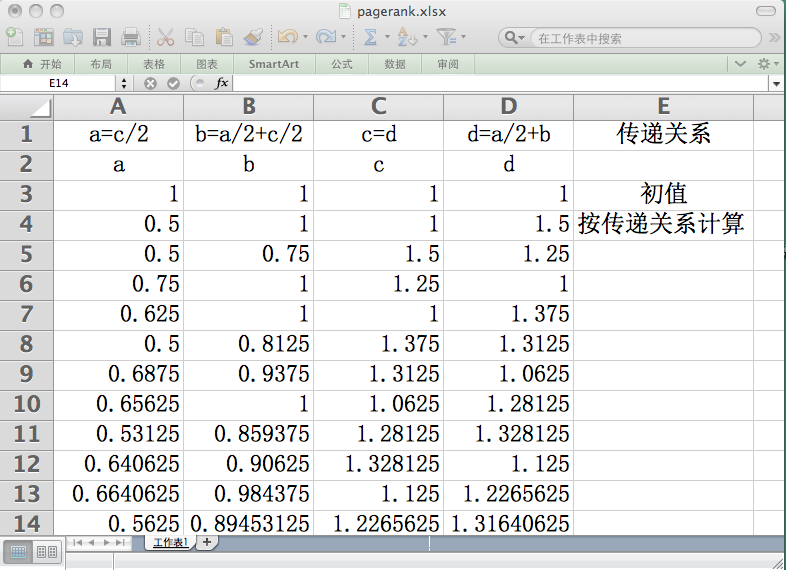 pagerank.xlsx
在工作表中搜索
开始 布局 表格 图表 SmartArt 公式 数据 审阅
E14 fx
A B C D E
1 a=c/2 b=a/2+c/2 c=d d=a/2+b 传递关系
2 a b c d
3 1 1 1 1 初值
4 0.5 1 1 1.5 按传递关系计算
5 0.5 0.75 1.5 1.25
6 0.75 1 1.25 1
7 0.625 1 1 1.375
8 0.5 0.8125 1.375 1.3125
9 0.6875 0.9375 1.3125 1.0625
10 0.65625 1 1.0625 1.28125
11 0.53125 0.859375 1.28125 1.328125
12 0.640625 0.90625 1.328125 1.125
13 0.6640625 0.984375 1.125 1.2265625
14 0.5625 0.89453125 1.2265625 1.31640625
工作表1